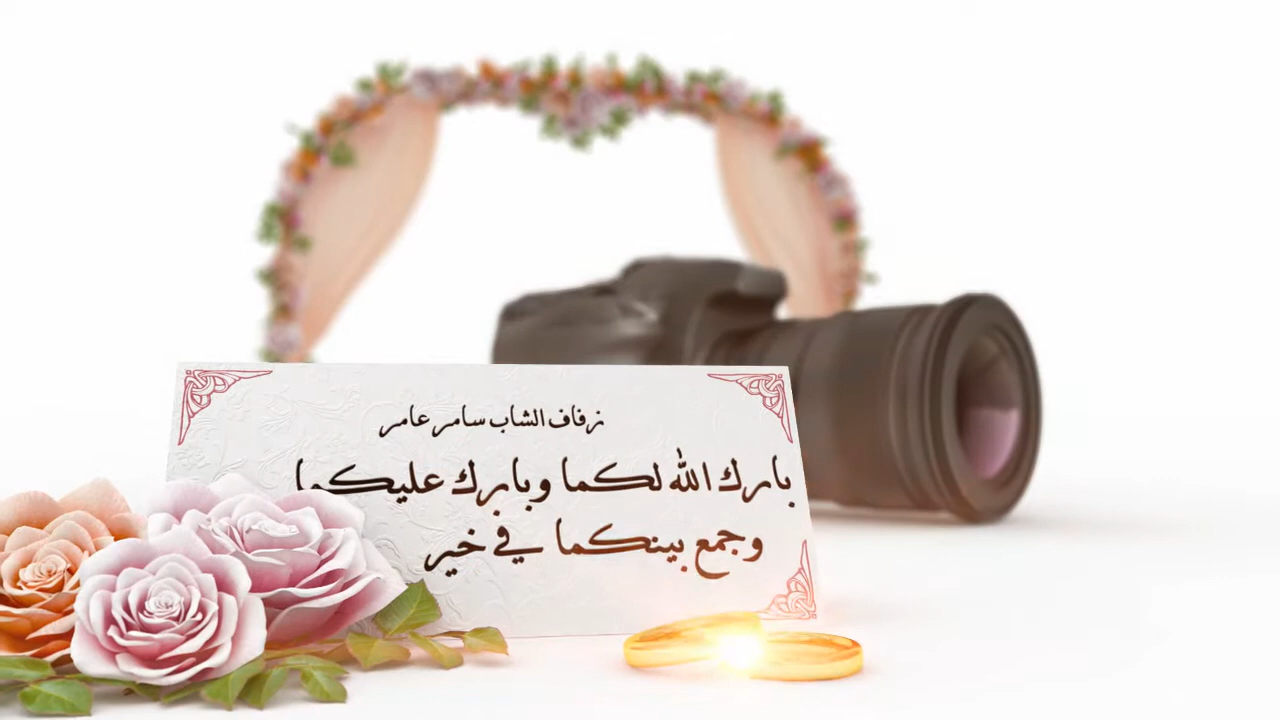 زفاف الشاب سامر عامر
بارك الله لكما وبارك عليكما
وجمع بينكما في خير